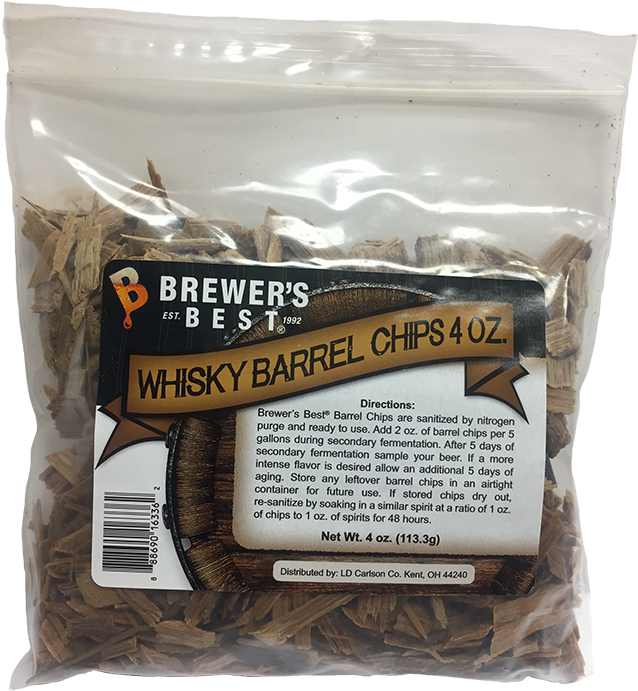 BREWER'S
EST. BEST® 1992
WHISKY BARREL CHIPS 4 OZ.
Directions:
Brewer's Best® Barrel Chips are sanitized by nitrogen
purge and ready to use. Add 2 oz. of barrel chips per 5
gallons during secondary fermentation. After 5 days of
secondary fermentation sample your beer. If a more
intense flavor is desired allow an additional 5 days of
aging. Store any leftover barrel chips in an airtight
container for future use. If stored chips dry out,
re-sanitize by soaking in a similar spirit at a ratio of 1 oz.
of chips to 1 oz. of spirits for 48 hours.
Net Wt. 4 oz. (113.3g)
Distributed by: LD Carlson Co. Kent, OH 44240
8 88690 16336 2